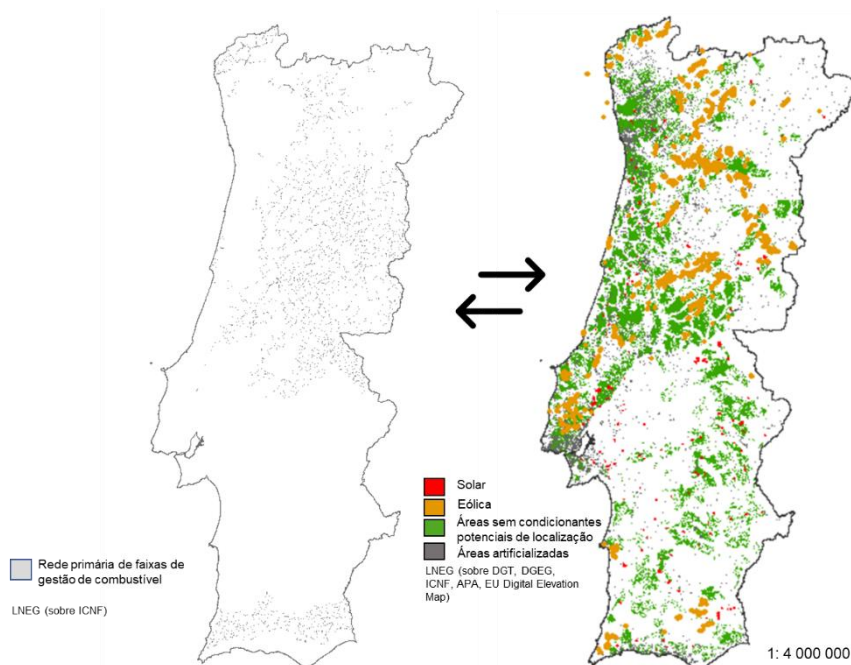 Rede primária de faixas de
gestão de combustível
LNEG (sobre ICNF)
Solar
Eólica
Áreas sem condicionantes
potenciais de localização
Áreas artificializadas
LNEG (sobre DGT, DGEG,
ICNF, APA, EU Digital Elevation
Map)
1: 4 000 000